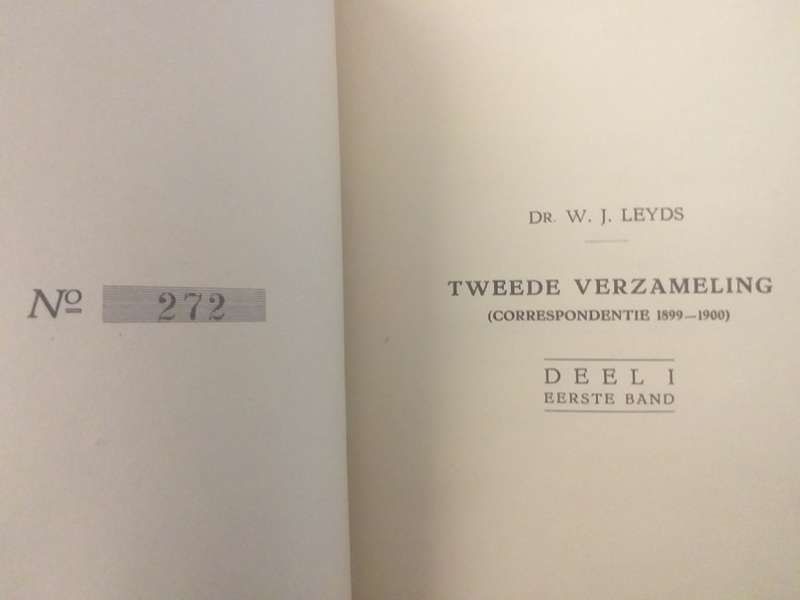 Nº 272
DR. W. J. LEYDS
TWEEDE VERZAMELING
(CORRESPONDENTIE 1899—1900)
DEEL I
EERSTE BAND